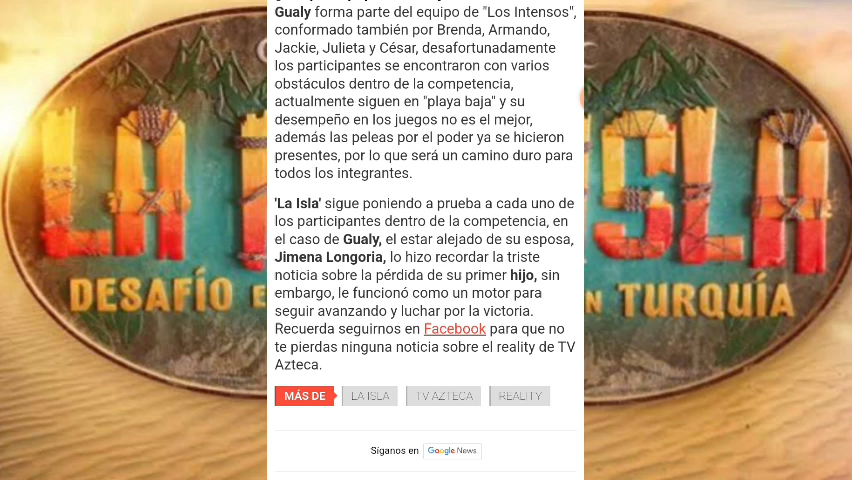 Gualy forma parte del equipo de "Los Intensos",
conformado también por Brenda, Armando,
Jackie, Julieta y César, desafortunadamente
los participantes se encontraron con varios
obstáculos dentro de la competencia,
actualmente siguen en "playa baja" y su
desempeño en los juegos no es el mejor,
además las peleas por el poder ya se hicieron
presentes, por lo que será un camino duro para
todos los integrantes.
'La Isla' sigue poniendo a prueba a cada uno de
los participantes dentro de la competencia, en
el caso de Gualy, el estar alejado de su esposa,
Jimena Longoria, lo hizo recordar la triste
noticia sobre la pérdida de su primer hijo, sin
embargo, le funcionó como un motor para
seguir avanzando y luchar por la victoria.
Recuerda seguirnos en Facebook para que no
te pierdas ninguna noticia sobre el reality de TV
Azteca.
MÁS DE LA ISLA TV AZTECA REALITY
Síganos en Google News
LA
SLA
DESAFÍO E
N TURQUÍA